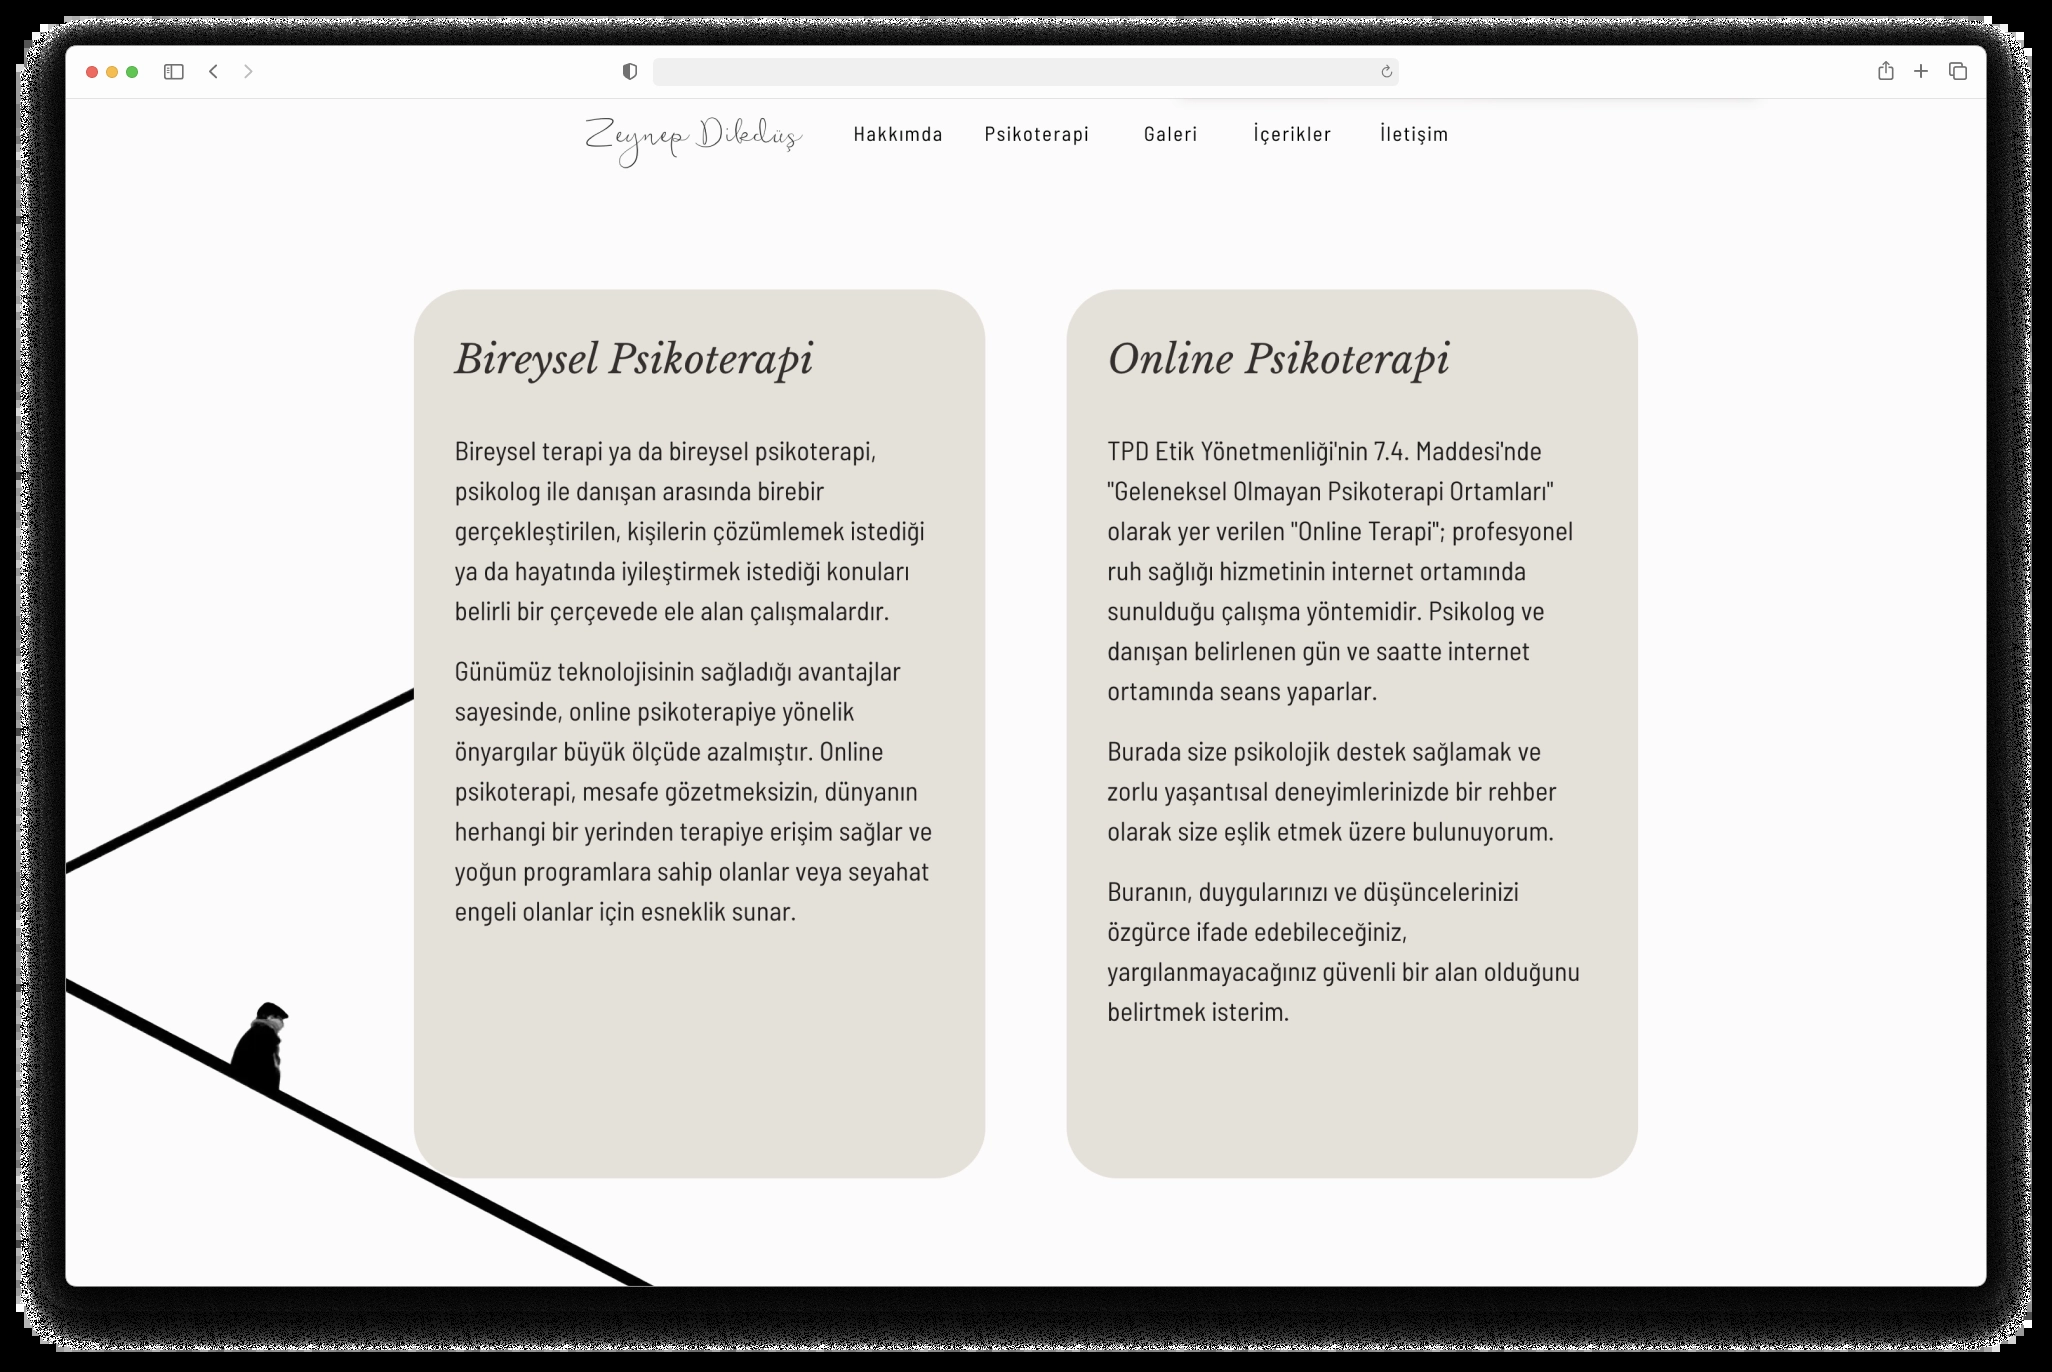 Zeynep Dikdüş
Hakkımda
Psikoterapi
Galeri
İçerikler
İletişim
Bireysel Psikoterapi
Bireysel terapi ya da bireysel psikoterapi,
psikolog ile danışan arasında birebir
gerçekleştirilen, kişilerin çözümlemek istediği
ya da hayatında iyileştirmek istediği konuları
belirli bir çerçevede ele alan çalışmalardır.
Günümüz teknolojisinin sağladığı avantajlar
sayesinde, online psikoterapiye yönelik
önyargılar büyük ölçüde azalmıştır. Online
psikoterapi, mesafe gözetmeksizin, dünyanın
herhangi bir yerinden terapiye erişim sağlar ve
yoğun programlara sahip olanlar veya seyahat
engeli olanlar için esneklik sunar.
Online Psikoterapi
TPD Etik Yönetmenliği'nin 7.4. Maddesi'nde
"Geleneksel Olmayan Psikoterapi Ortamları"
olarak yer verilen "Online Terapi"; profesyonel
ruh sağlığı hizmetinin internet ortamında
sunulduğu çalışma yöntemidir. Psikolog ve
danışan belirlenen gün ve saatte internet
ortamında seans yaparlar.
Burada size psikolojik destek sağlamak ve
zorlu yaşantısal deneyimlerinizde bir rehber
olarak size eşlik etmek üzere bulunuyorum.
Buranın, duygularınızı ve düşüncelerinizi
özgürce ifade edebileceğiniz,
yargılanmayacağınız güvenli bir alan olduğunu
belirtmek isterim.